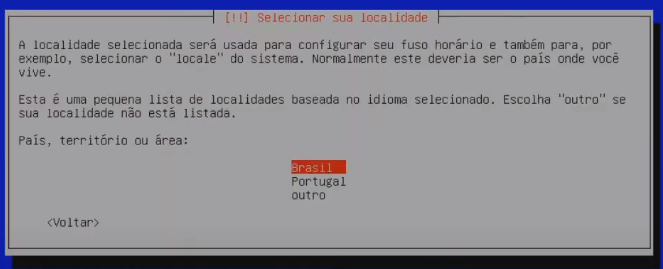 [!!] Selecionar sua localidade
A localidade selecionada será usada para configurar seu fuso horário e também para, por
exemplo, selecionar o "locale" do sistema. Normalmente este deveria ser o país onde você
vive.
Esta é uma pequena lista de localidades baseada no idioma selecionado. Escolha "outro" se
sua localidade não está listada.
País, território ou área:
Brasil
Portugal
outro
<Voltar>